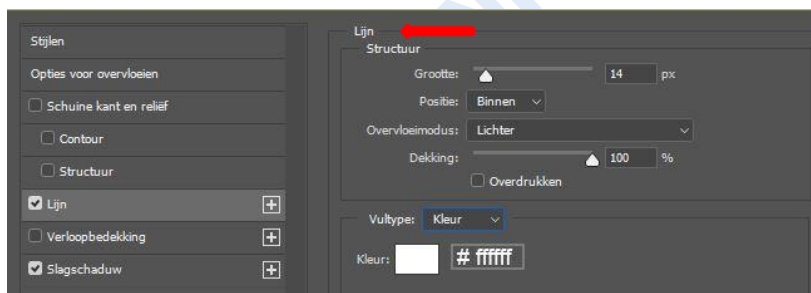 Stijlen
Opties voor overvloeien
Schuine kant en reliëf
Contour
Structuur
Lijn
Verloopbedekking
Slagschaduw
Lijn
Structuur
Grootte: 14 px
Positie: Binnen
Overvloeimodus: Lichter
Dekking: 100 %
Overdrukken
Vultype: Kleur
Kleur: # ffffff